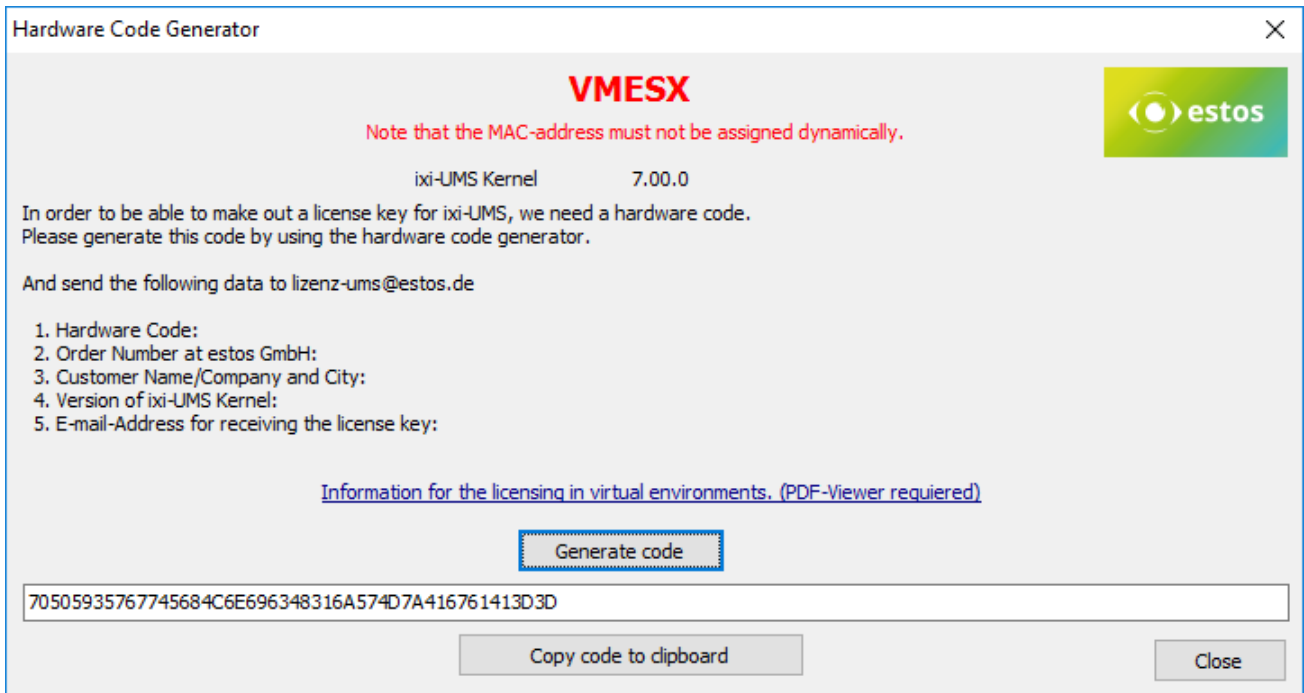 Hardware Code Generator
VMESX
Note that the MAC-address must not be assigned dynamically.
estos
ixi-UMS Kernel 7.00.0
In order to be able to make out a license key for ixi-UMS, we need a hardware code.
Please generate this code by using the hardware code generator.
And send the following data to lizenz-ums@estos.de
1. Hardware Code:
2. Order Number at estos GmbH:
3. Customer Name/Company and City:
4. Version of ixi-UMS Kernel:
5. E-mail-Address for receiving the license key:
Information for the licensing in virtual environments. (PDF-Viewer requiered)
Generate code
70505935767745684C6E696348316A574D7A416761413D3D
Copy code to clipboard
Close